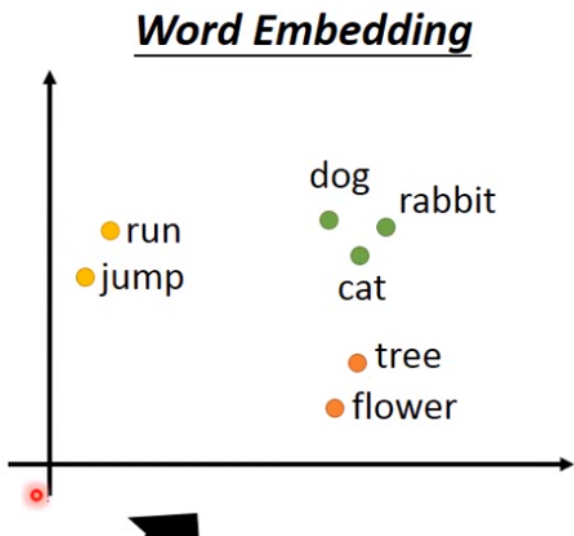 Word Embedding
dog
rabbit
run
jump
cat
tree
flower